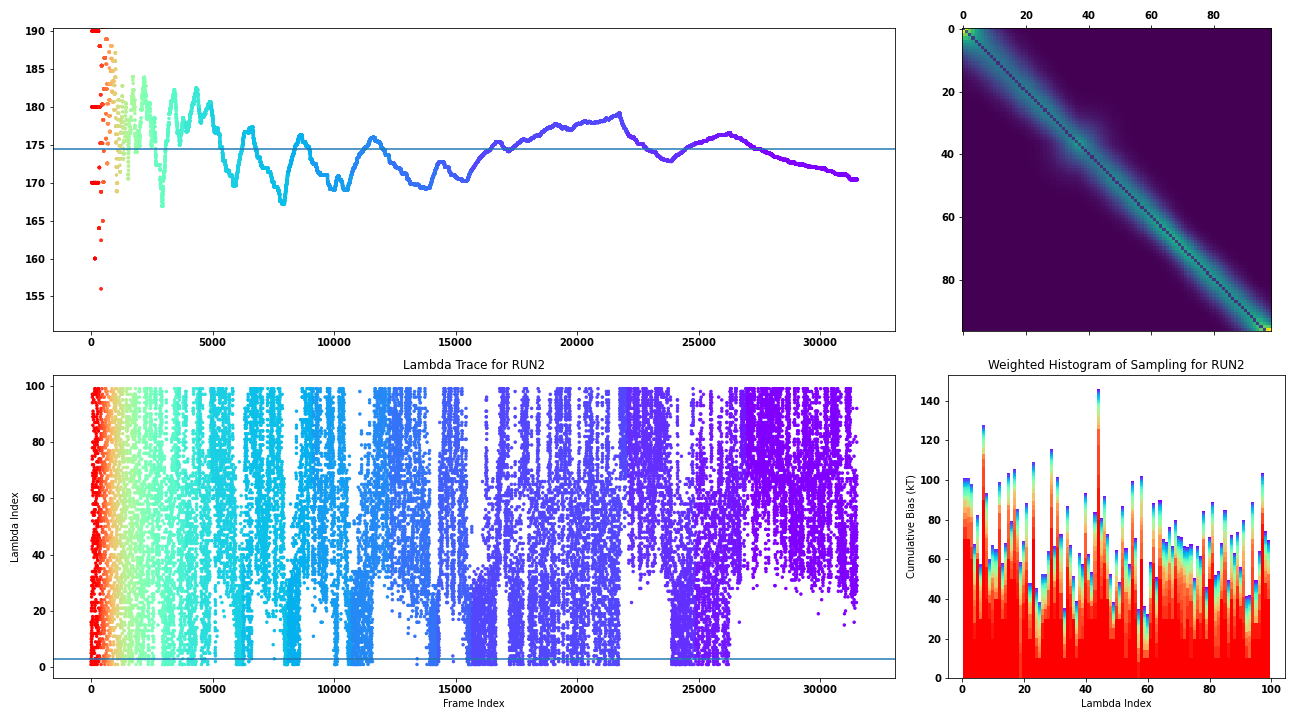 190
185
180
175
170
165
160
155
0 5000 10000 15000 20000 25000 30000
0 20 40 60 80
0
20
40
60
80
Lambda Trace for RUN2
100
80
60
40
20
0
Lambda Index
0 5000 10000 15000 20000 25000 30000
Frame Index
Weighted Histogram of Sampling for RUN2
140
120
100
80
60
40
20
0
Cumulative Bias (kT)
0 20 40 60 80 100
Lambda Index